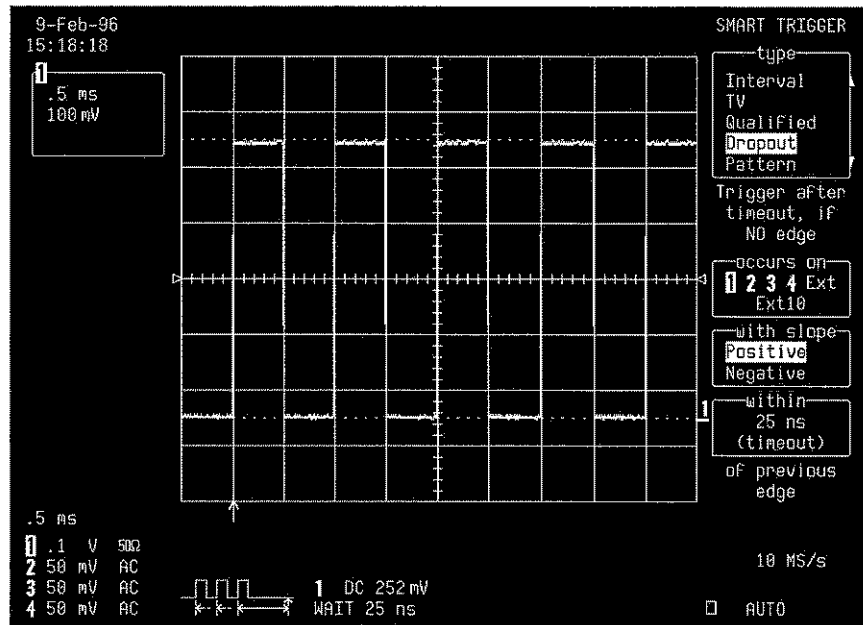 9-Feb-96
15:18:18
1
.5 ms
100 mV
SMART TRIGGER
type
Interval
TV
Qualified
Dropout
Pattern
Trigger after
timeout, if
NO edge
occurs on
1 2 3 4 Ext
Ext10
with slope
Positive
Negative
1
within
25 ns
(timeout)
of previous
edge
.5 ms
1 .1 V 50Ω
2 50 mV AC
3 50 mV AC
4 50 mV AC
1 DC 252 mV
WAIT 25 ns
10 MS/s
AUTO